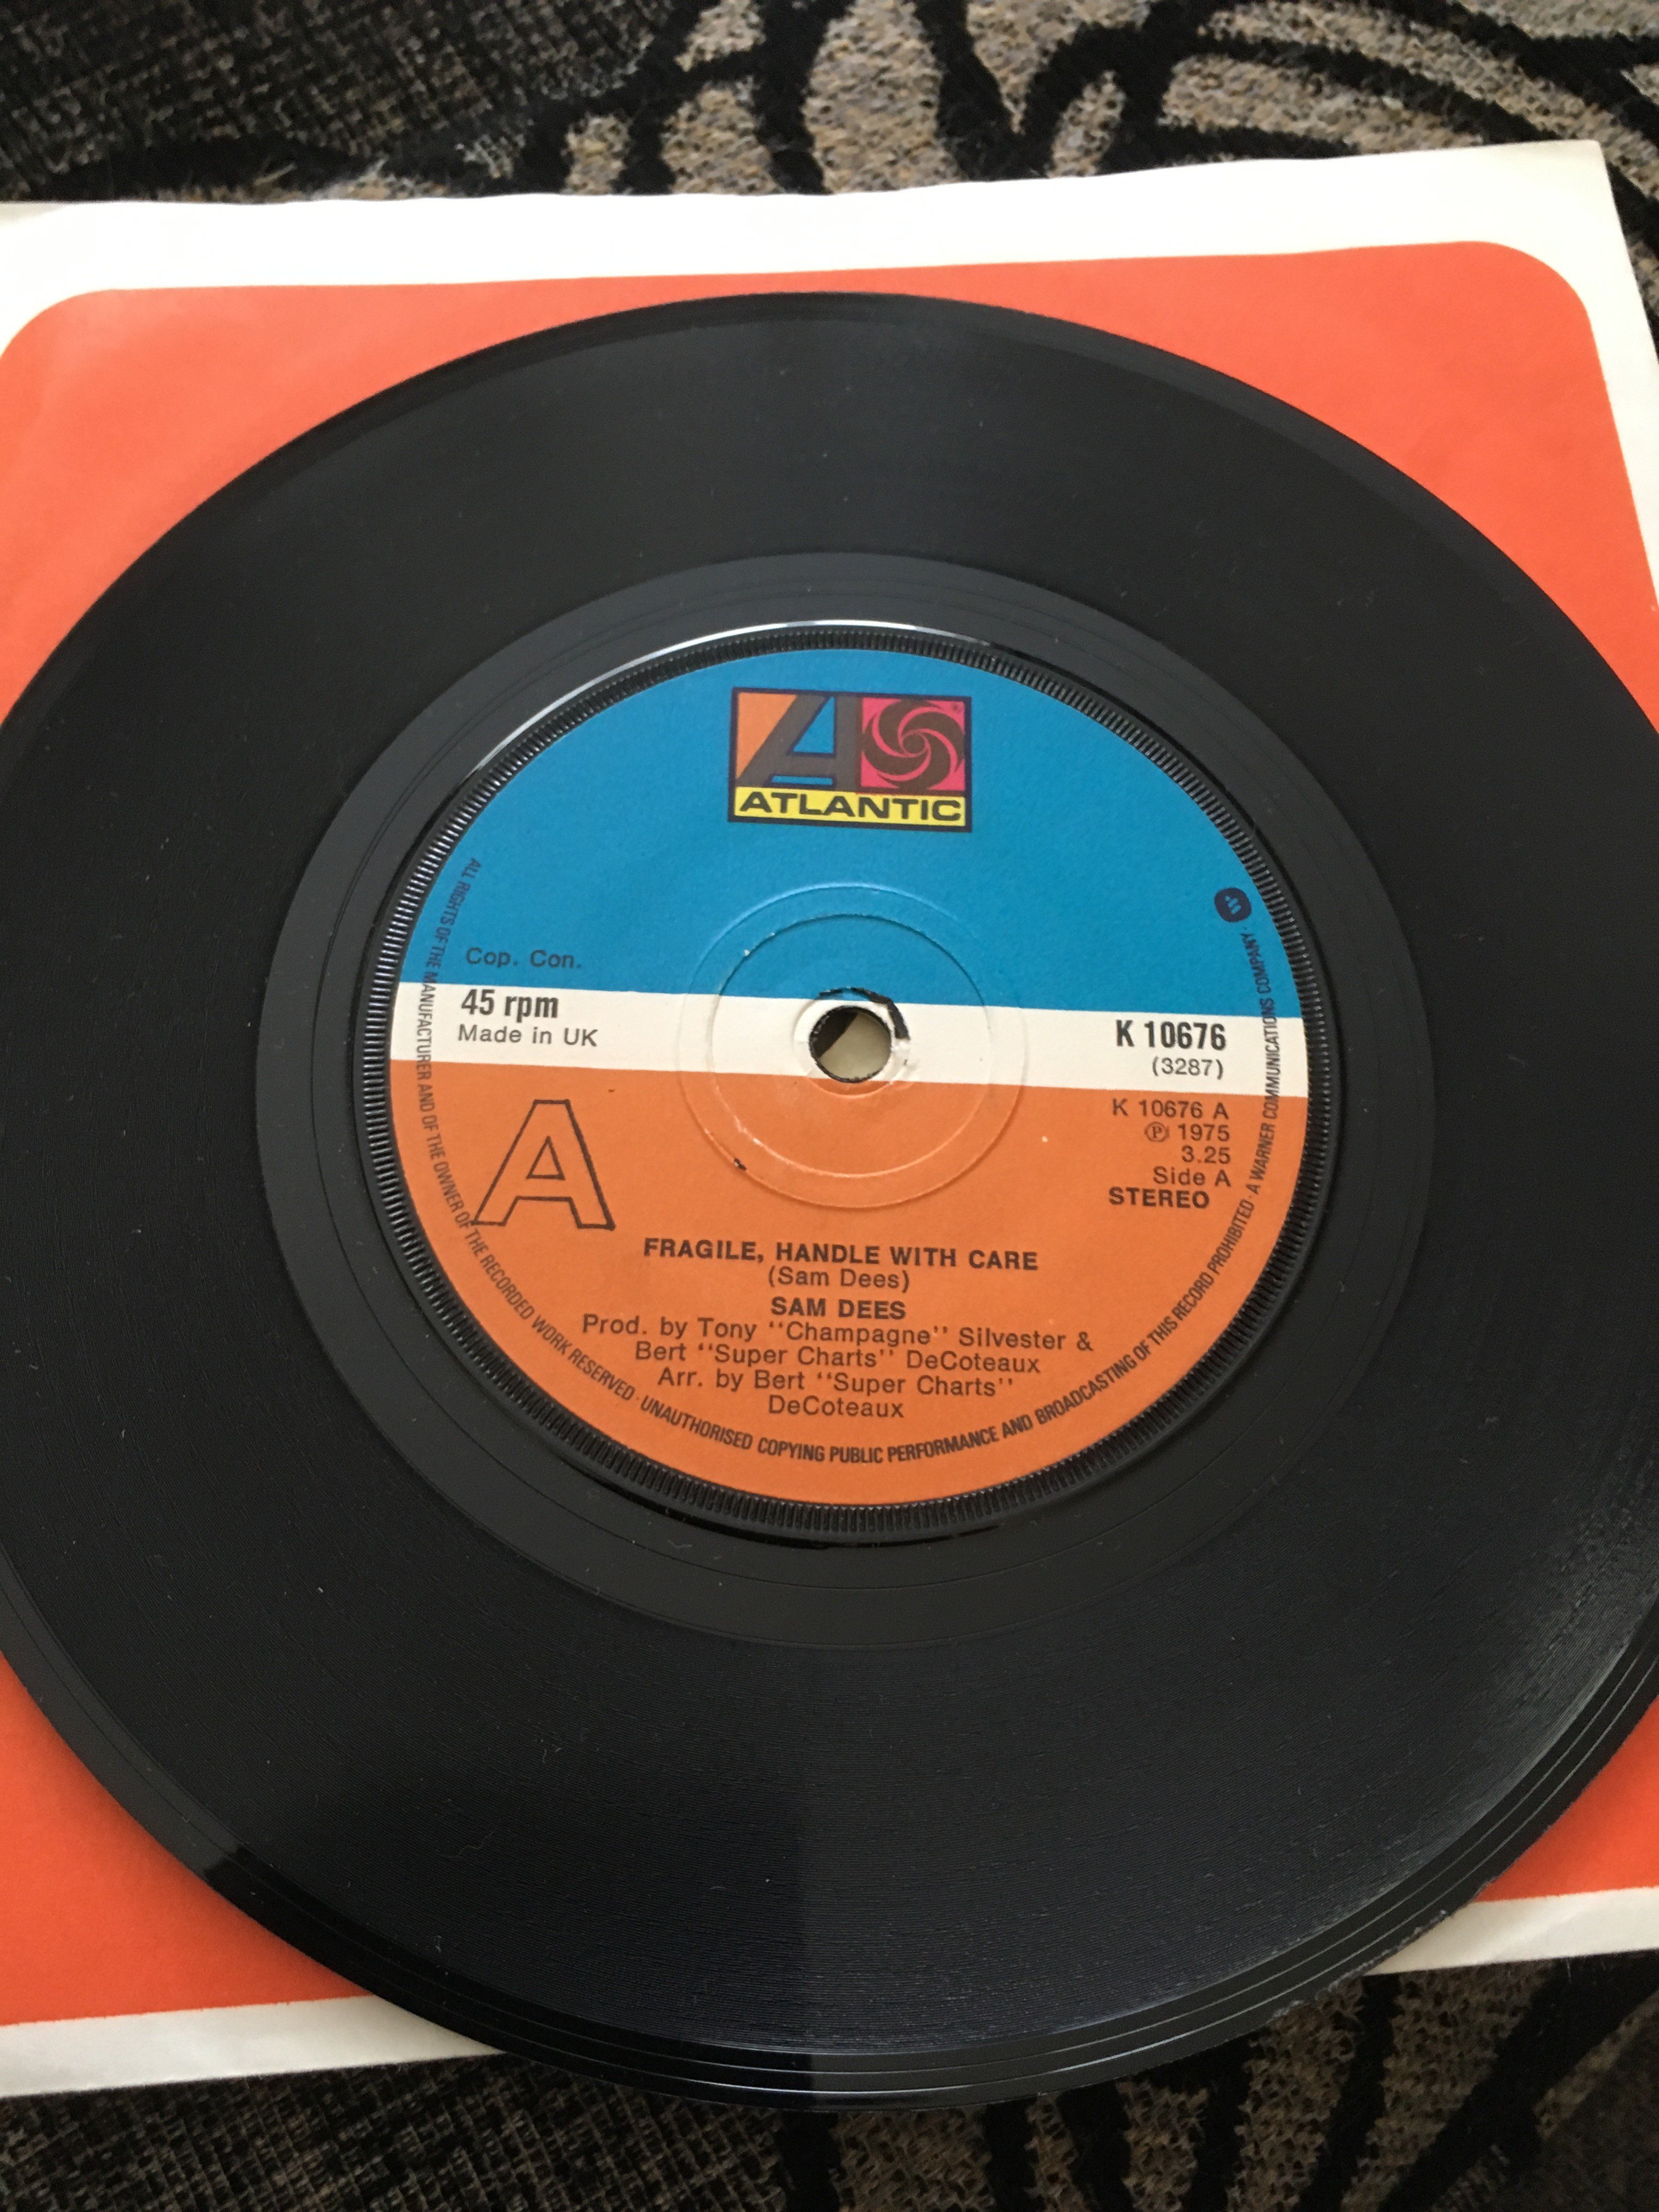 ATLANTIC
®
Cop. Con.
45 rpm
Made in UK
K 10676
(3287)
K 10676 A
Ⓟ 1975
3.25
Side A
STEREO
A
FRAGILE, HANDLE WITH CARE
(Sam Dees)
SAM DEES
Prod. by Tony "Champagne" Silvester &
Bert "Super Charts" DeCoteaux
Arr. by Bert "Super Charts"
DeCoteaux
ALL RIGHTS OF THE MANUFACTURER AND OF THE OWNER OF THE RECORDED WORK RESERVED · UNAUTHORISED COPYING PUBLIC PERFORMANCE AND BROADCASTING OF THIS RECORD PROHIBITED · A WARNER COMMUNICATIONS COMPANY ·